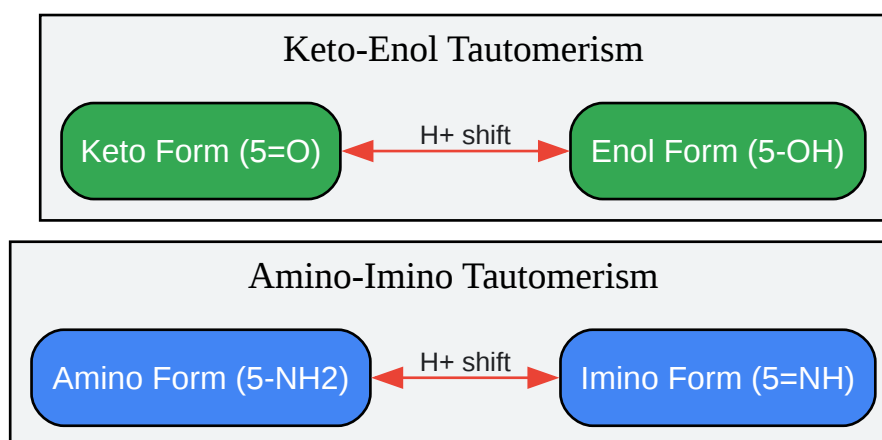 Keto-Enol Tautomerism
Keto Form (5=O)
H+ shift
Enol Form (5-OH)
Amino-Imino Tautomerism
Amino Form (5-NH2)
H+ shift
Imino Form (5=NH)